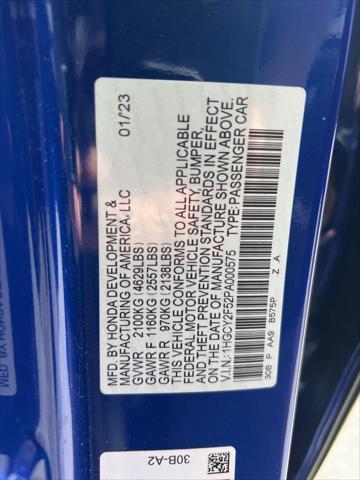 MFD. BY HONDA DEVELOPMENT &
MANUFACTURING OF AMERICA, LLC 01/'23
GVWR 2100KG (4629LBS)
GAWR F 1160KG (2557LBS)
GAWR R 970KG (2138LBS)
THIS VEHICLE CONFORMS TO ALL APPLICABLE
FEDERAL MOTOR VEHICLE SAFETY, BUMPER,
AND THEFT PREVENTION STANDARDS IN EFFECT
ON THE DATE OF MANUFACTURE SHOWN ABOVE.
V.I.N.: 1HGCY2F52PA000575 TYPE: PASSENGER CAR
30B P AA9 B575P Z .A
30B-A2